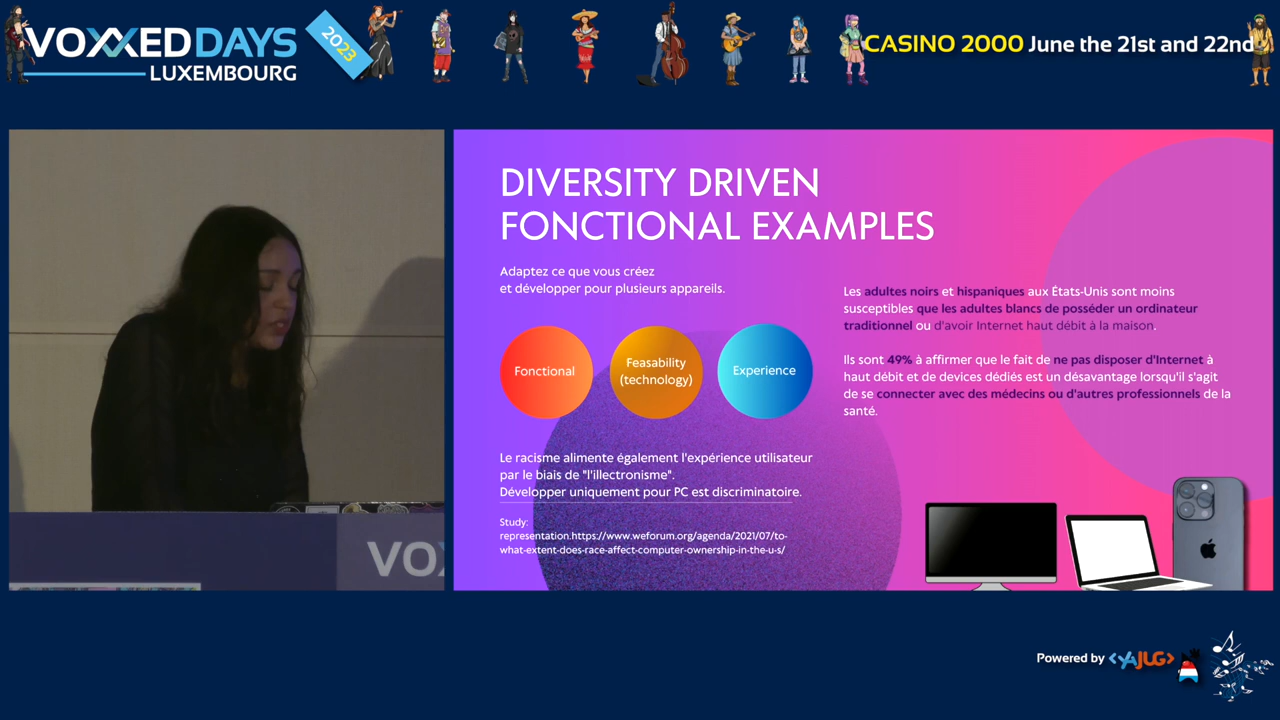 VOXXEDDAYS
LUXEMBOURG
2023
CASINO 2000 June the 21st and 22nd
DIVERSITY DRIVEN
FONCTIONAL EXAMPLES
Adaptez ce que vous créez
et développer pour plusieurs appareils.
Fonctional
Feasability
(technology)
Experience
Le racisme alimente également l'expérience utilisateur
par le biais de "l'illectronisme".
Développer uniquement pour PC est discriminatoire.
Study:
representation.https://www.weforum.org/agenda/2021/07/to-
what-extent-does-race-affect-computer-ownership-in-the-u-s/
Les adultes noirs et hispaniques aux États-Unis sont moins
susceptibles que les adultes blancs de posséder un ordinateur
traditionnel ou d'avoir Internet haut débit à la maison.
Ils sont 49% à affirmer que le fait de ne pas disposer d'Internet à
haut débit et de devices dédiés est un désavantage lorsqu'il s'agit
de se connecter avec des médecins ou d'autres professionnels de la
santé.
VOX
Powered by <YAJUG>